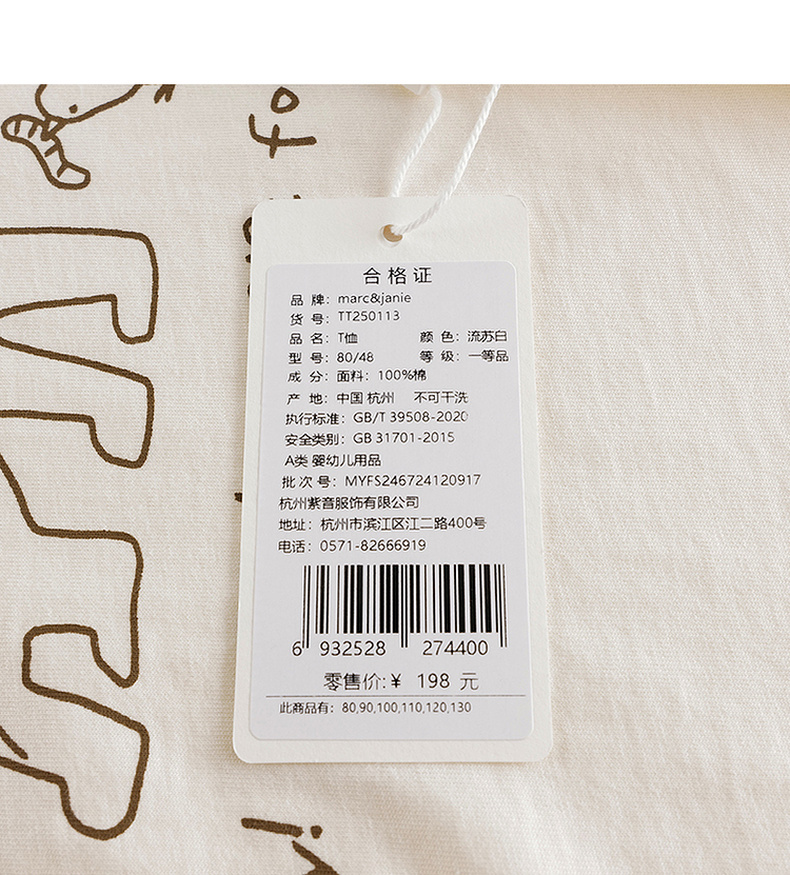 fo
合格证
品 牌：marc&janie
货 号：TT250113
品 名：T恤 颜 色：流苏白
型 号：80/48 等 级：一等品
成 分：面料：100%棉
产 地：中国 杭州 不可干洗
执行标准：GB/T 39508-2020
安全类别：GB 31701-2015
A类 婴幼儿用品
批 次 号：MYFS246724120917
杭州紫音服饰有限公司
地址：杭州市滨江区江二路400号
电话：0571-82666919
6 932528 274400
零售价:￥ 198 元
此商品有：80,90,100,110,120,130
in